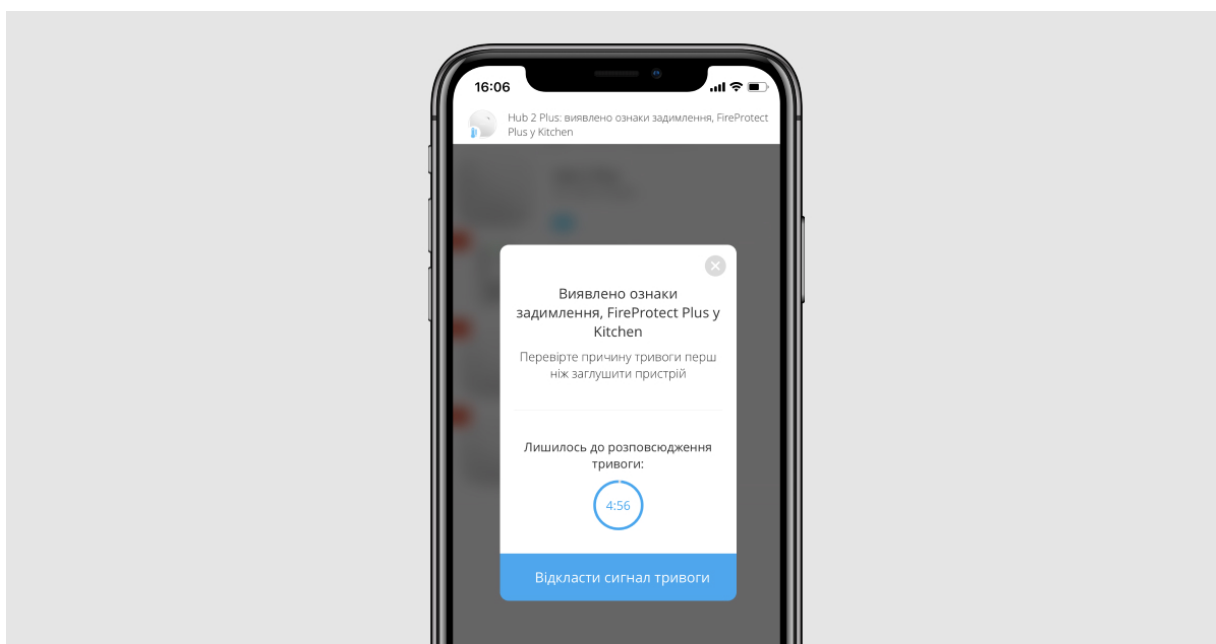 16:06
Hub 2 Plus: виявлено ознаки задимлення, FireProtect
Plus у Kitchen
Виявлено ознаки
задимлення, FireProtect Plus у
Kitchen
Перевірте причину тривоги перш
ніж заглушити пристрій
Лишилось до розповсюдження
тривоги:
4:56
Відкласти сигнал тривоги